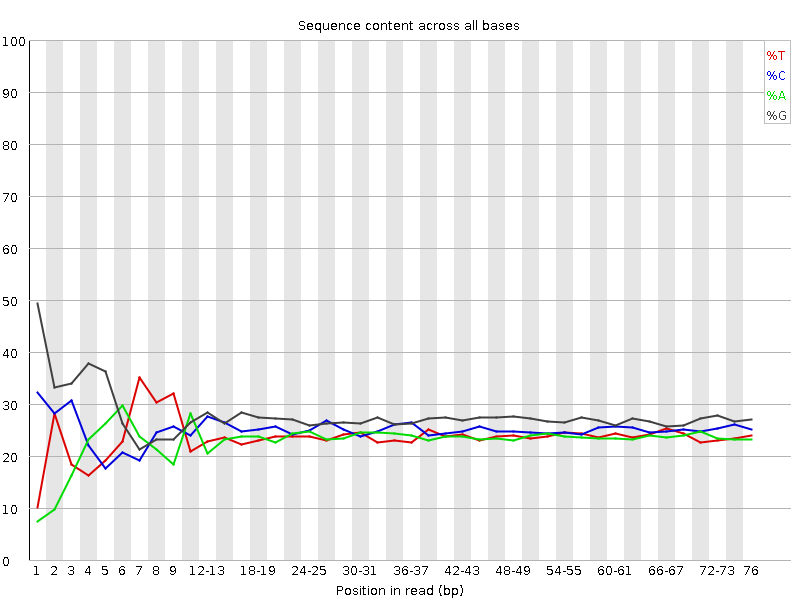 Sequence content across all bases
100
90
80
70
60
50
40
30
20
10
0
%T
%C
%A
%G
1 2 3 4 5 6 7 8 9 12-13 18-19 24-25 30-31 36-37 42-43 48-49 54-55 60-61 66-67 72-73 76
Position in read (bp)